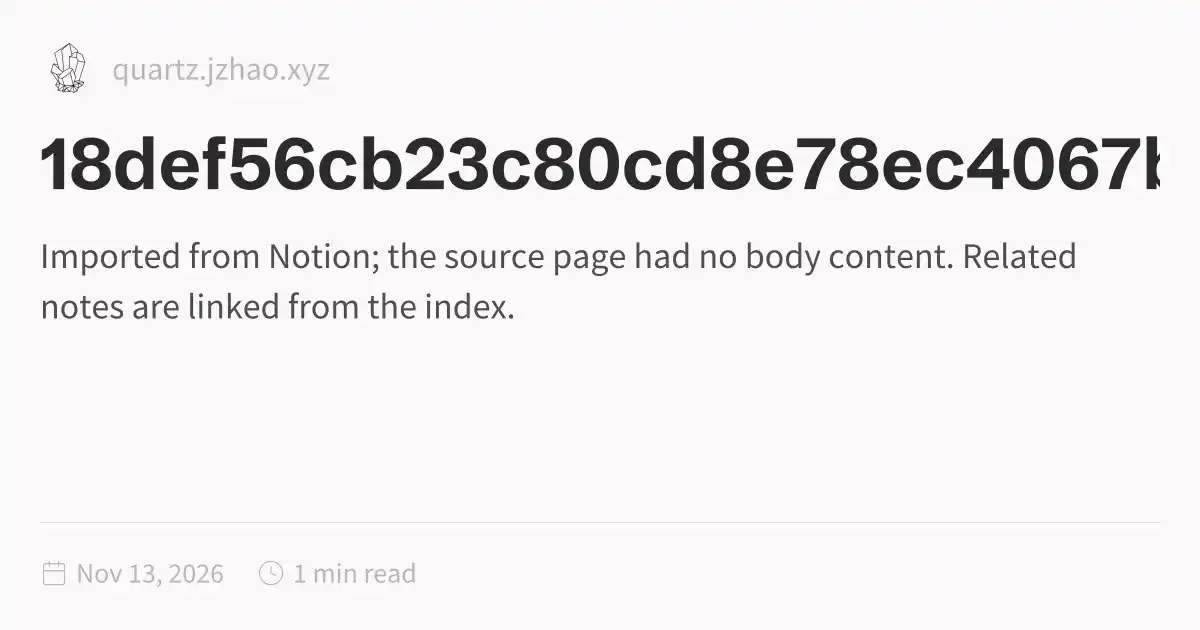 quartz.jzhao.xyz
18def56cb23c80cd8e78ec4067
Imported from Notion; the source page had no body content. Related
notes are linked from the index.
Nov 13, 2026 1 min read